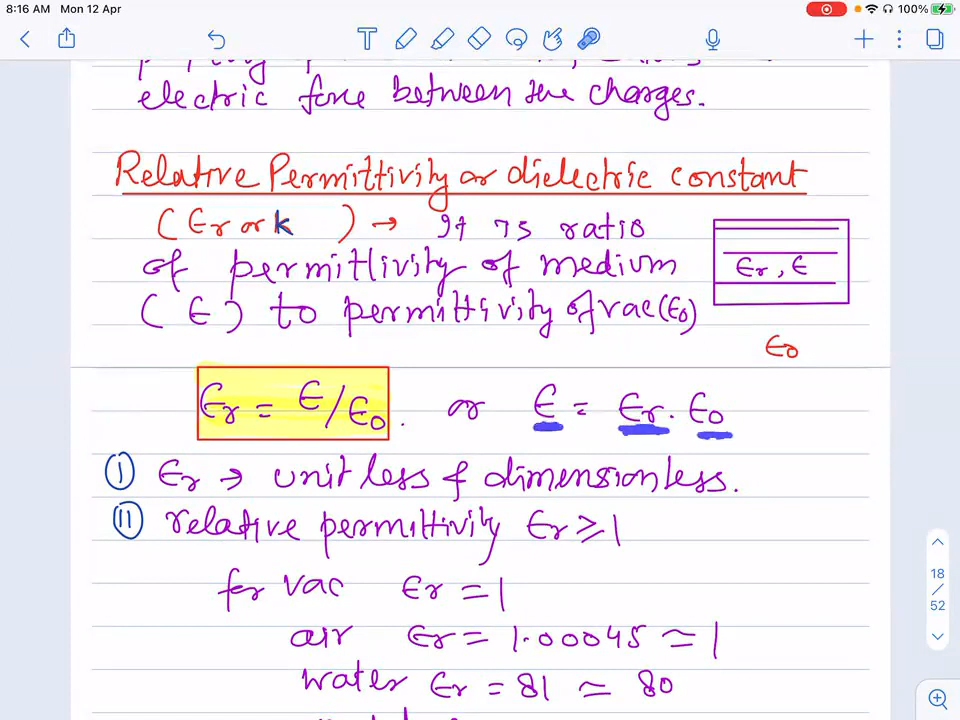 8:16 AM Mon 12 Apr
100%
electric force between the charges.
Relative Permittivity or dielectric constant
(ϵr or k ) → It is ratio
of permittivity of medium
(ϵ) to permittivity of vac(ϵ0)
ϵr, ϵ
ϵ0
ϵr = ϵ/ϵ0. or ϵ = ϵr. ϵ0
(i) ϵr → unit less & dimensionless.
(ii) relative permittivity ϵr ≥ 1
for vac ϵr = 1
air ϵr = 1.00045 ≃ 1
water ϵr = 81 ≃ 80
18
/
52